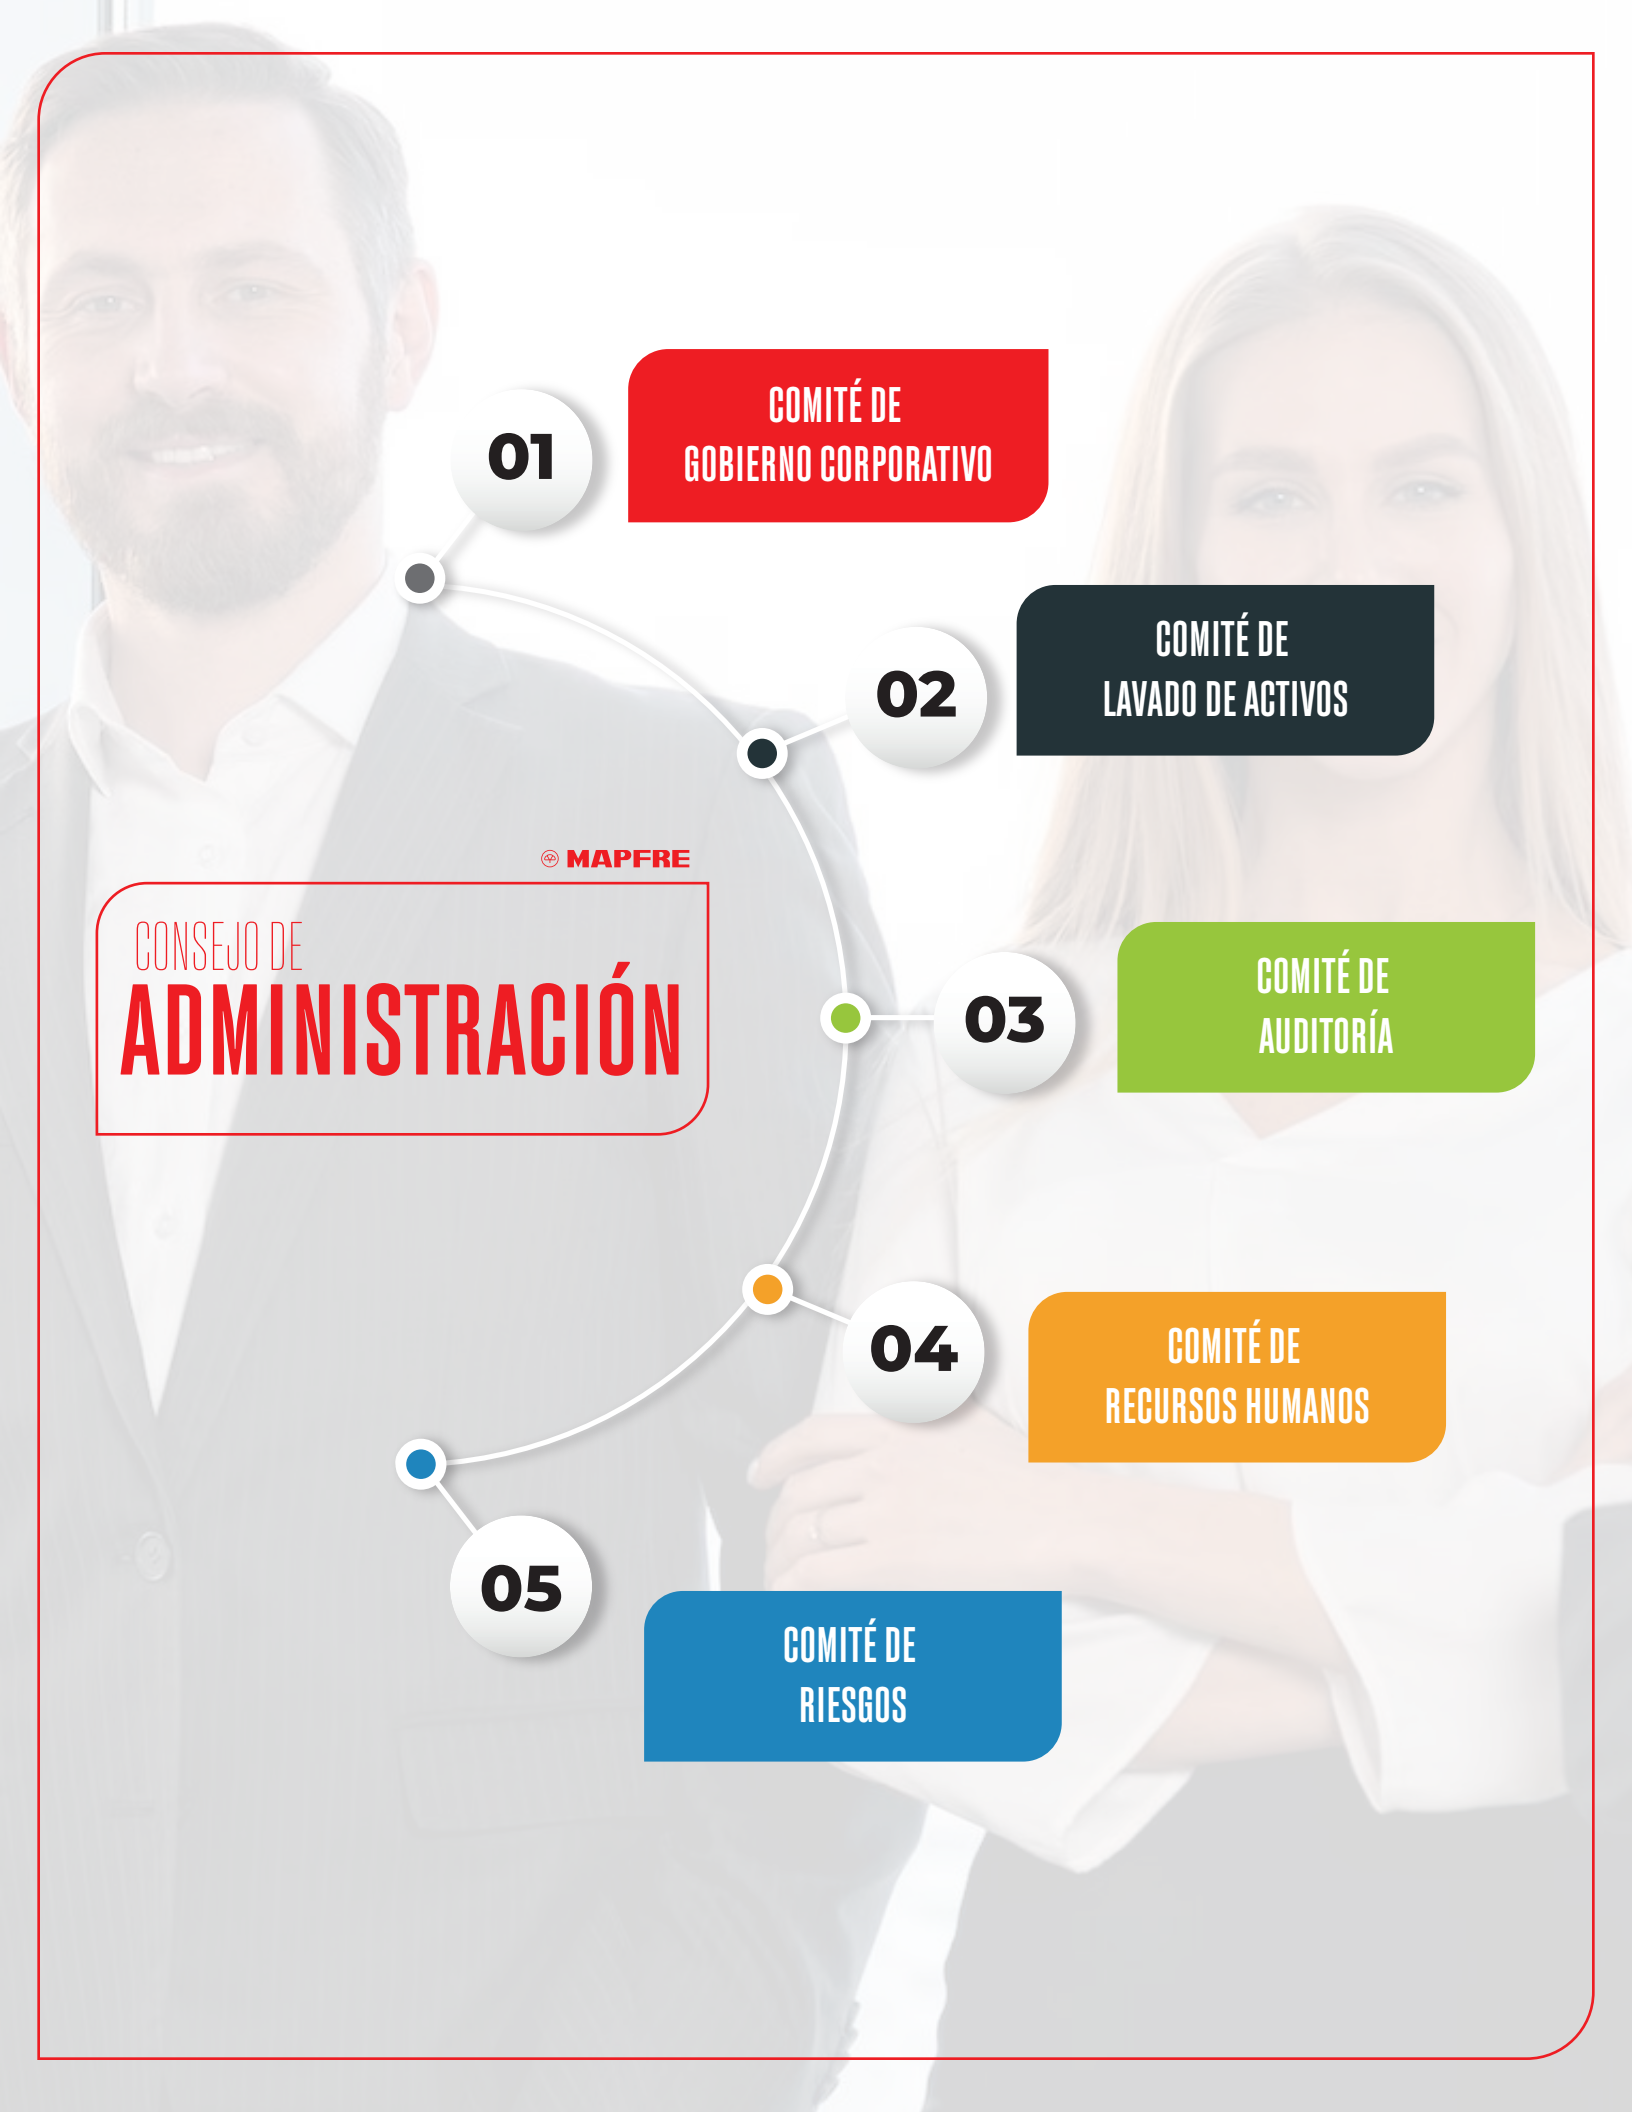 01
COMITÉ DE
GOBIERNO CORPORATIVO
02
COMITÉ DE
LAVADO DE ACTIVOS
MAPFRE
CONSEJO DE
ADMINISTRACIÓN
03
COMITÉ DE
AUDITORÍA
04
COMITÉ DE
RECURSOS HUMANOS
05
COMITÉ DE
RIESGOS